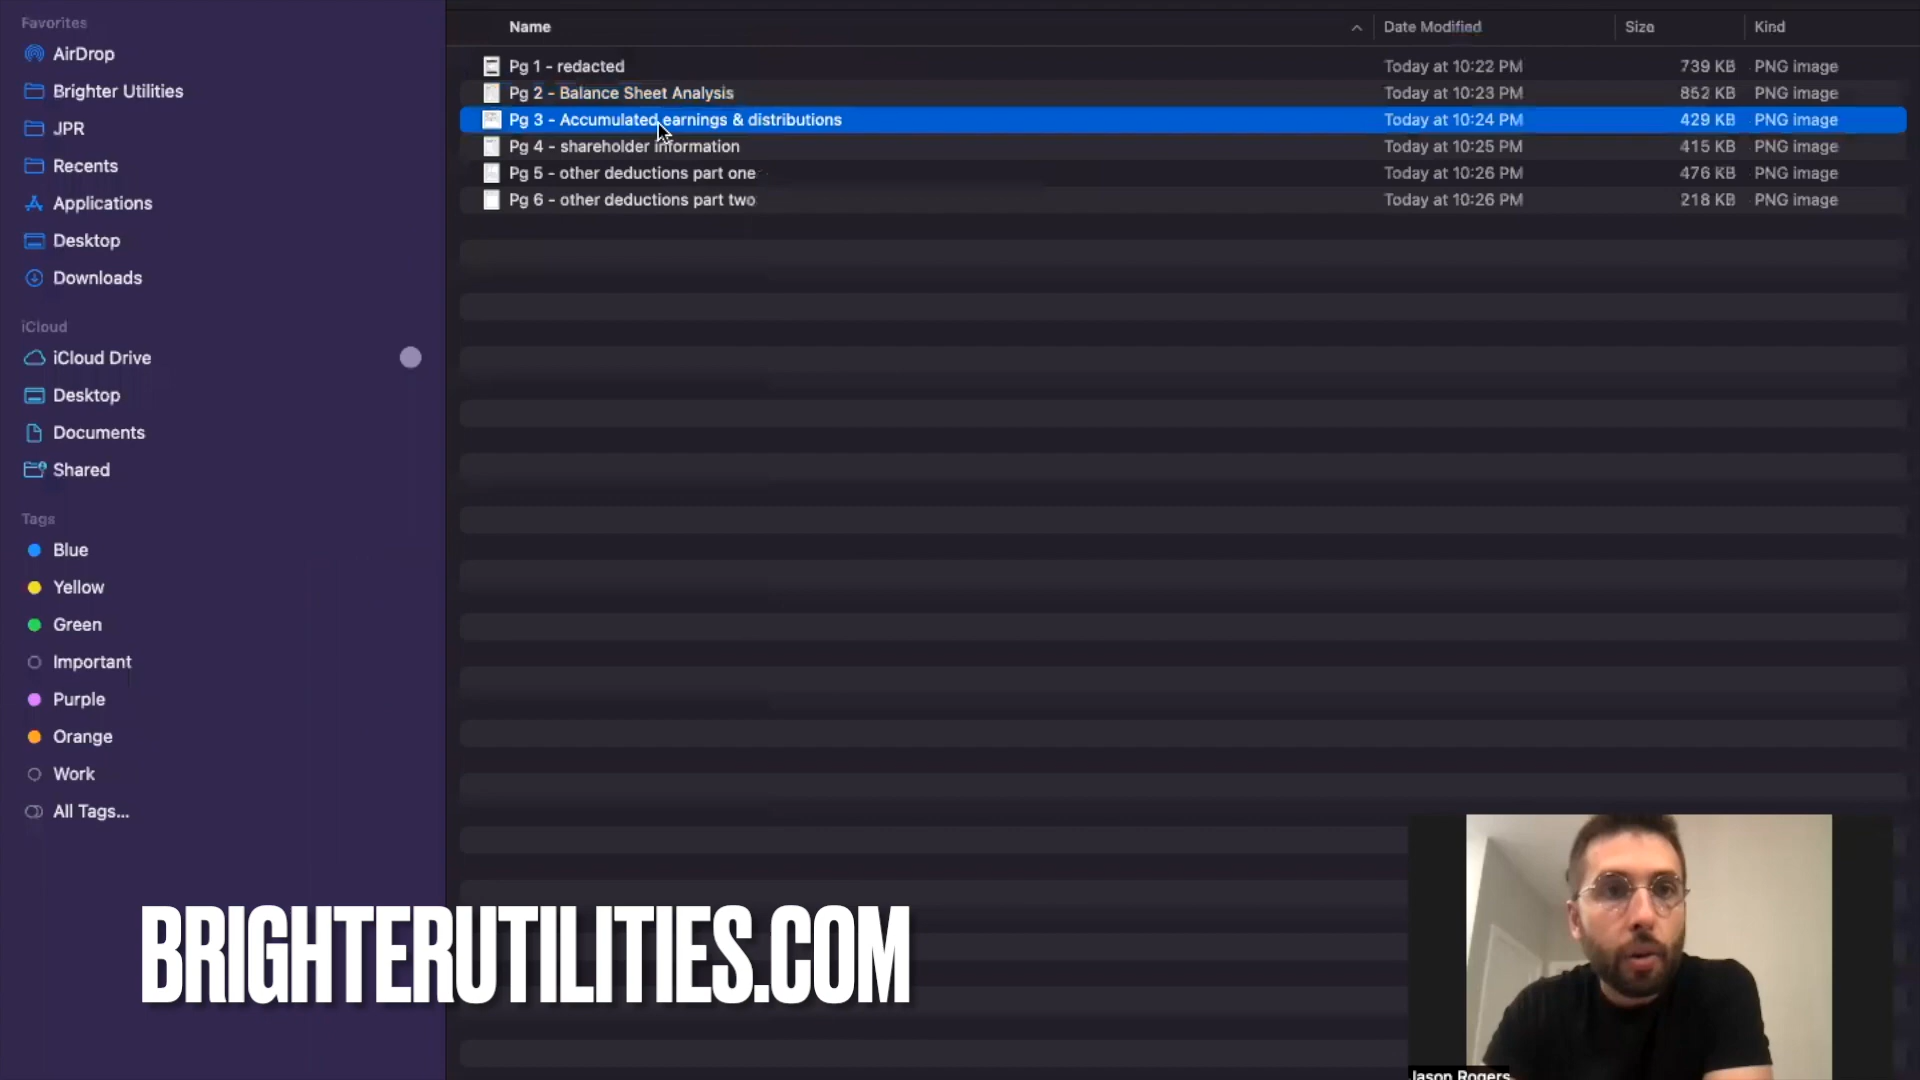 Favorites
AirDrop
Brighter Utilities
JPR
Recents
Applications
Desktop
Downloads
iCloud
iCloud Drive
Desktop
Documents
Shared
Tags
Blue
Yellow
Green
Important
Purple
Orange
Work
All Tags...
Name Date Modified Size Kind
Pg 1 - redacted Today at 10:22 PM 739 KB PNG image
Pg 2 - Balance Sheet Analysis Today at 10:23 PM 852 KB PNG image
Pg 3 - Accumulated earnings & distributions Today at 10:24 PM 429 KB PNG image
Pg 4 - shareholder information Today at 10:25 PM 415 KB PNG image
Pg 5 - other deductions part one Today at 10:26 PM 476 KB PNG image
Pg 6 - other deductions part two Today at 10:26 PM 218 KB PNG image
BRIGHTERUTILITIES.COM
Jason Rogers